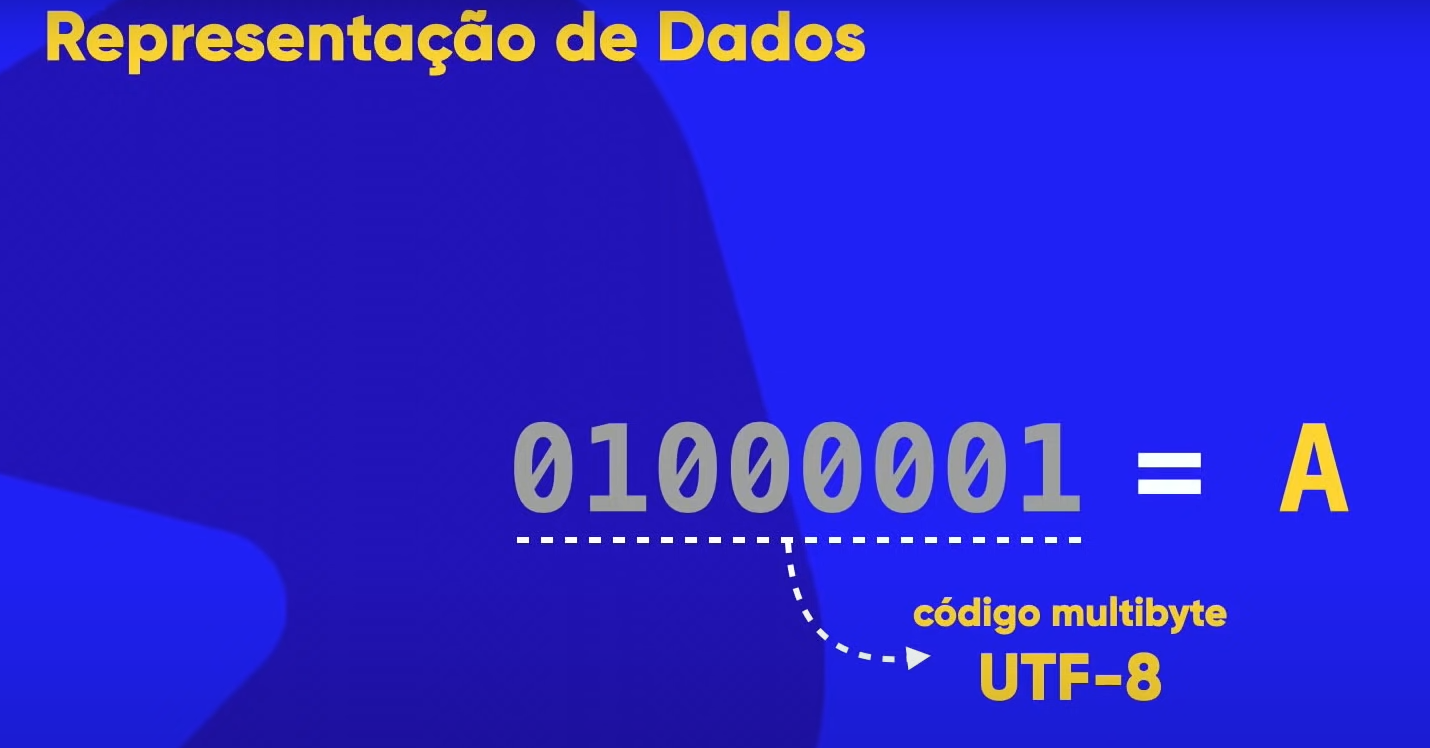 Representação de Dados
01000001 = A
código multibyte
UTF-8